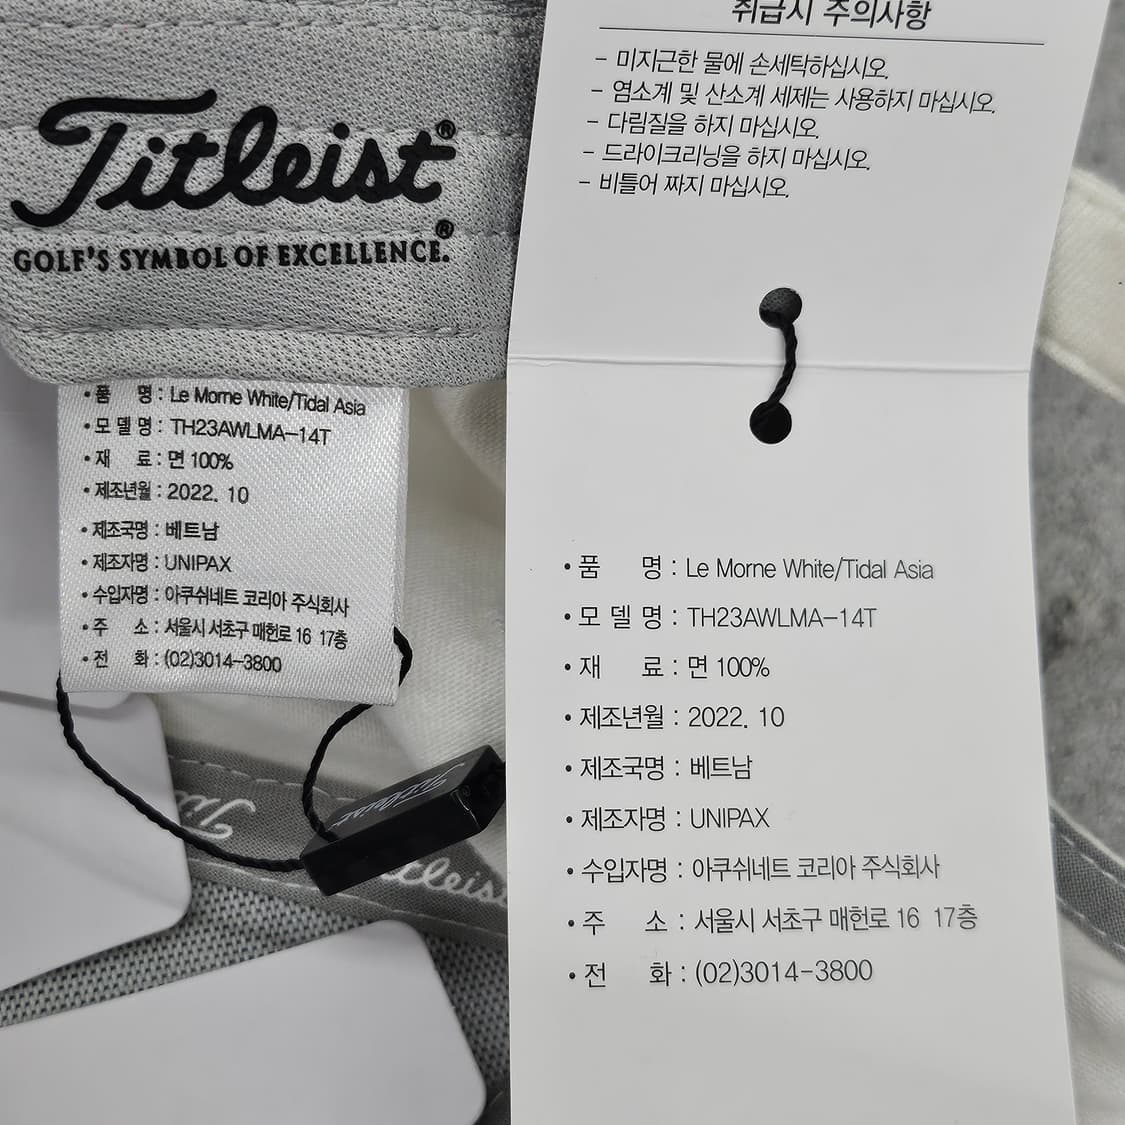 Titleist®
GOLF'S SYMBOL OF EXCELLENCE.®
• 품 명 : Le Morne White/Tidal Asia
• 모 델 명 : TH23AWLMA-14T
• 재 료 : 면 100%
• 제조년월 : 2022. 10
• 제조국명 : 베트남
• 제조자명 : UNIPAX
• 수입자명 : 아쿠쉬네트 코리아 주식회사
• 주 소 : 서울시 서초구 매헌로 16 17층
• 전 화 : (02)3014-3800
Titleist
Titleist
취급시 주의사항
- 미지근한 물에 손세탁하십시오.
- 염소계 및 산소계 세제는 사용하지 마십시오.
- 다림질을 하지 마십시오.
- 드라이크리닝을 하지 마십시오.
- 비틀어 짜지 마십시오.
• 품 명 : Le Morne White/Tidal Asia
• 모 델 명 : TH23AWLMA-14T
• 재 료 : 면 100%
• 제조년월 : 2022. 10
• 제조국명 : 베트남
• 제조자명 : UNIPAX
• 수입자명 : 아쿠쉬네트 코리아 주식회사
• 주 소 : 서울시 서초구 매헌로 16 17층
• 전 화 : (02)3014-3800